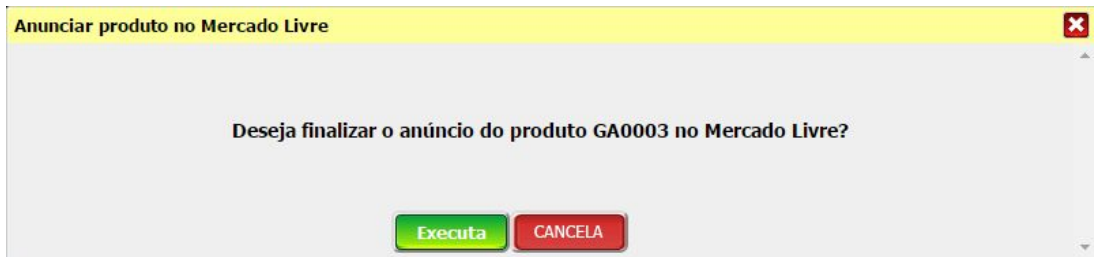 Anunciar produto no Mercado Livre
Deseja finalizar o anúncio do produto GA0003 no Mercado Livre?
Executa CANCELA